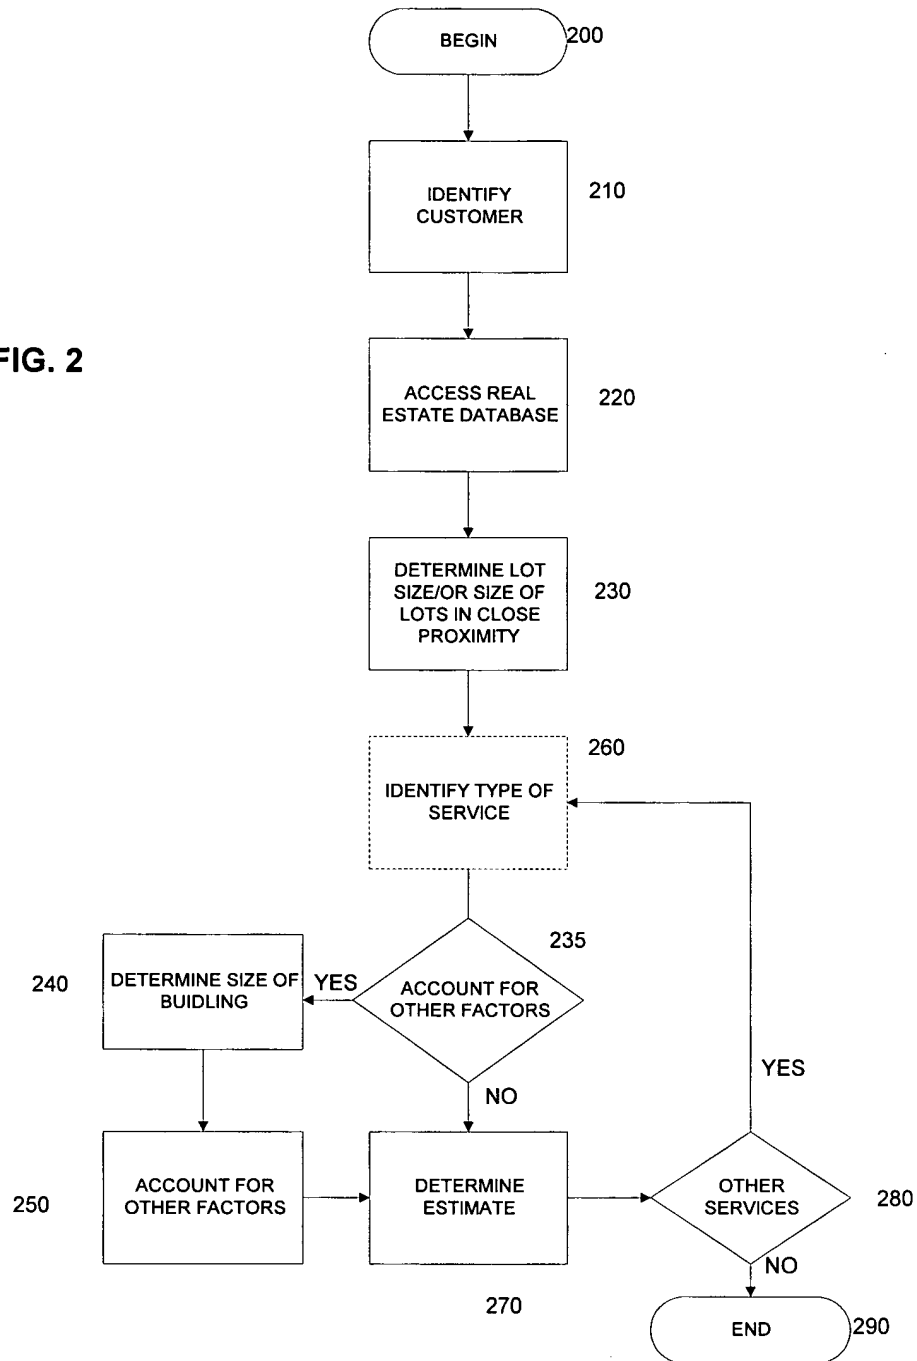 BEGIN
200
IDENTIFY
CUSTOMER
210
FIG. 2
ACCESS REAL
ESTATE DATABASE
220
DETERMINE LOT
SIZE/OR SIZE OF
LOTS IN CLOSE
PROXIMITY
230
260
IDENTIFY TYPE OF
SERVICE
235
240
DETERMINE SIZE OF
BUIDLING
YES
ACCOUNT FOR
OTHER FACTORS
YES
NO
250
ACCOUNT FOR
OTHER FACTORS
DETERMINE
ESTIMATE
OTHER
SERVICES
280
NO
270
END
290